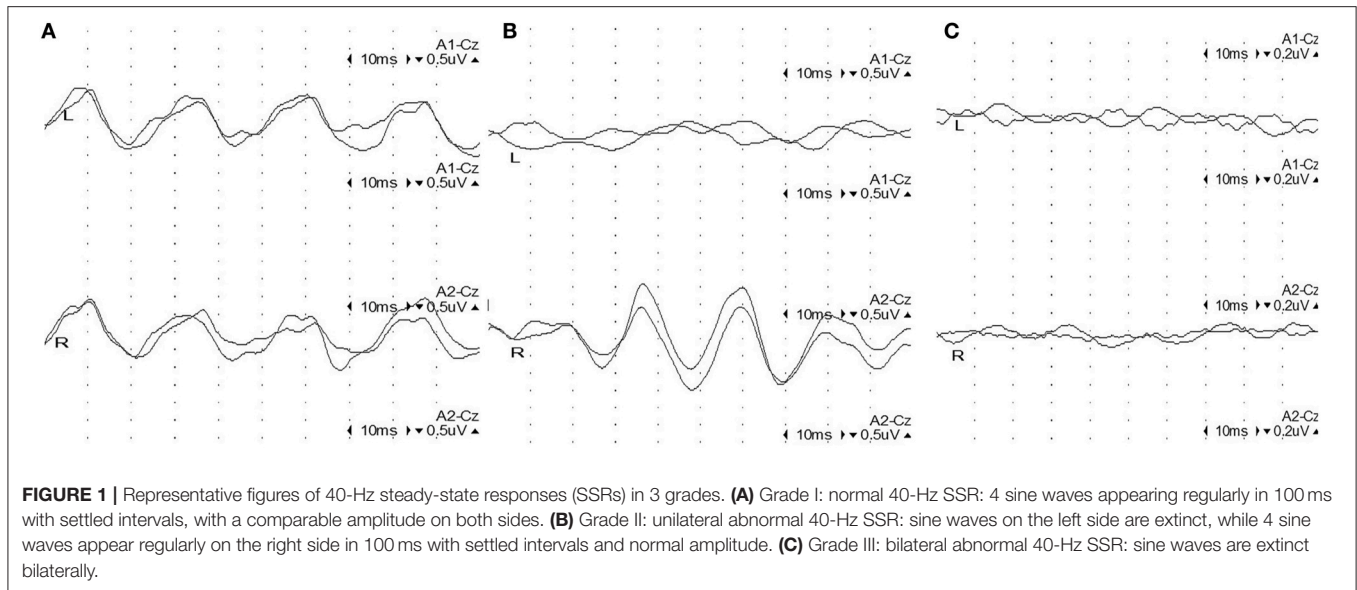 A
A1-Cz
10ms 0.5uV
L
A1-Cz
10ms 0.5uV
A2-Cz
10ms 0.5uV
R
A2-Cz
10ms 0.5uV
B
A1-Cz
10ms 0.5uV
L
A1-Cz
10ms 0.5uV
A2-Cz
10ms 0.5uV
R
A2-Cz
10ms 0.5uV
C
A1-Cz
10ms 0.2uV
L
A1-Cz
10ms 0.2uV
A2-Cz
10ms 0.2uV
R
A2-Cz
10ms 0.2uV
FIGURE 1 | Representative figures of 40-Hz steady-state responses (SSRs) in 3 grades. (A) Grade I: normal 40-Hz SSR: 4 sine waves appearing regularly in 100 ms
with settled intervals, with a comparable amplitude on both sides. (B) Grade II: unilateral abnormal 40-Hz SSR: sine waves on the left side are extinct, while 4 sine
waves appear regularly on the right side in 100 ms with settled intervals and normal amplitude. (C) Grade III: bilateral abnormal 40-Hz SSR: sine waves are extinct
bilaterally.